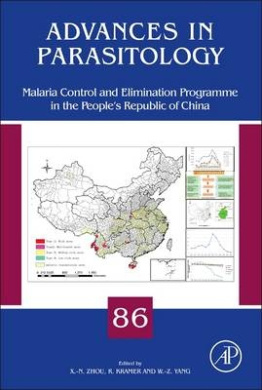 ADVANCES IN
PARASITOLOGY
Malaria Control and Elimination Programme
in the People's Republic of China
86
Edited by
X.-N. ZHOU, R. KRAMER AND W.-Z. YANG
AP